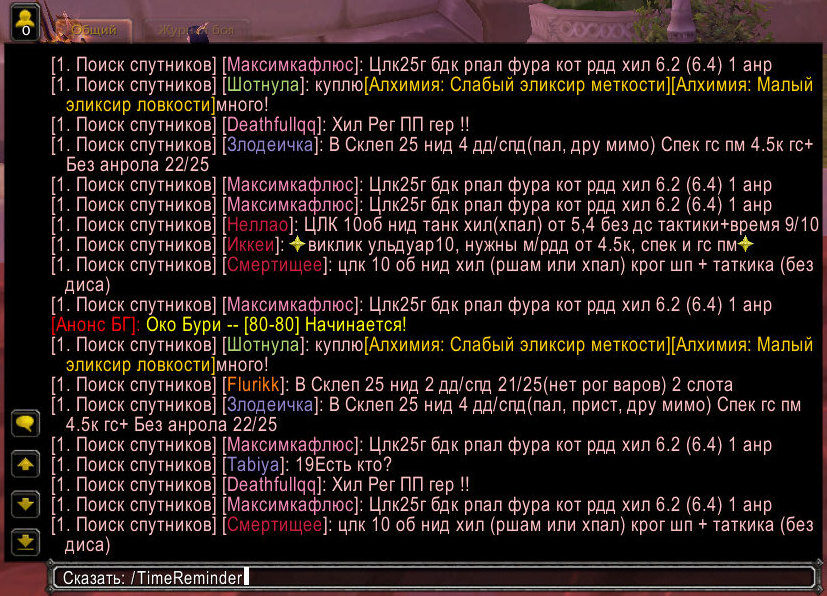 0
Общий
Журнал боя
[1. Поиск спутников] [Максимкафлюс]: Цлк25г бдк рпал фура кот рдд хил 6.2 (6.4) 1 анр
[1. Поиск спутников] [Шотнула]: куплю[Алхимия: Слабый эликсир меткости][Алхимия: Малый
эликсир ловкости]много!
[1. Поиск спутников] [Deathfullqq]: Хил Рег ПП гер !!
[1. Поиск спутников] [Злодеичка]: В Склеп 25 нид 4 дд/спд(пал, дру мимо) Спек гс пм 4.5к гс+
Без анрола 22/25
[1. Поиск спутников] [Максимкафлюс]: Цлк25г бдк рпал фура кот рдд хил 6.2 (6.4) 1 анр
[1. Поиск спутников] [Максимкафлюс]: Цлк25г бдк рпал фура кот рдд хил 6.2 (6.4) 1 анр
[1. Поиск спутников] [Неллао]: ЦЛК 10об нид танк хил(хпал) от 5,4 без дс тактики+время 9/10
[1. Поиск спутников] [Иккеи]: виклик ульдуар10, нужны м/рдд от 4.5к, спек и гс пм
[1. Поиск спутников] [Смертищее]: цлк 10 об нид хил (ршам или хпал) крог шп + таткика (без
диса)
[1. Поиск спутников] [Максимкафлюс]: Цлк25г бдк рпал фура кот рдд хил 6.2 (6.4) 1 анр
[Анонс БГ]: Око Бури -- [80-80] Начинается!
[1. Поиск спутников] [Шотнула]: куплю[Алхимия: Слабый эликсир меткости][Алхимия: Малый
эликсир ловкости]много!
[1. Поиск спутников] [Flurikk]: В Склеп 25 нид 2 дд/спд 21/25(нет рог варов) 2 слота
[1. Поиск спутников] [Злодеичка]: В Склеп 25 нид 4 дд/спд(пал, прист, дру мимо) Спек гс пм
4.5к гс+ Без анрола 22/25
[1. Поиск спутников] [Максимкафлюс]: Цлк25г бдк рпал фура кот рдд хил 6.2 (6.4) 1 анр
[1. Поиск спутников] [Tabiya]: 19Есть кто?
[1. Поиск спутников] [Deathfullqq]: Хил Рег ПП гер !!
[1. Поиск спутников] [Максимкафлюс]: Цлк25г бдк рпал фура кот рдд хил 6.2 (6.4) 1 анр
[1. Поиск спутников] [Смертищее]: цлк 10 об нид хил (ршам или хпал) крог шп + таткика (без
диса)
Сказать: /TimeReminder